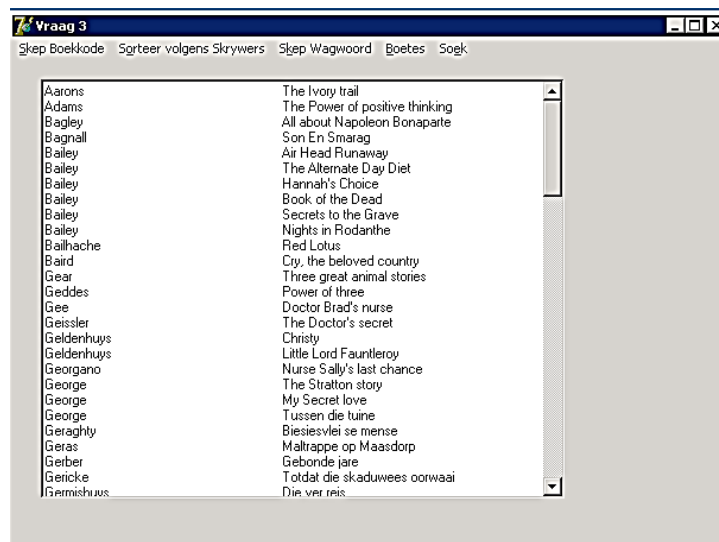 Vraag 3
Skep Boekkode Sorteer volgens Skrywers Skep Wagwoord Boetes Soek
Aarons The Ivory trail
Adams The Power of positive thinking
Bagley All about Napoleon Bonaparte
Bagnall Son En Smarag
Bailey Air Head Runaway
Bailey The Alternate Day Diet
Bailey Hannah's Choice
Bailey Book of the Dead
Bailey Secrets to the Grave
Bailey Nights in Rodanthe
Bailhache Red Lotus
Baird Cry, the beloved country
Gear Three great animal stories
Geddes Power of three
Gee Doctor Brad's nurse
Geissler The Doctor's secret
Geldenhuys Christy
Geldenhuys Little Lord Fauntleroy
Georgano Nurse Sally's last chance
George The Stratton story
George My Secret love
George Tussen die tuine
Geraghty Biesiesvlei se mense
Geras Maltrappe op Maasdorp
Gerber Gebonde jare
Gericke Totdat die skaduwees oorwaai
Germishuys Die ver reis